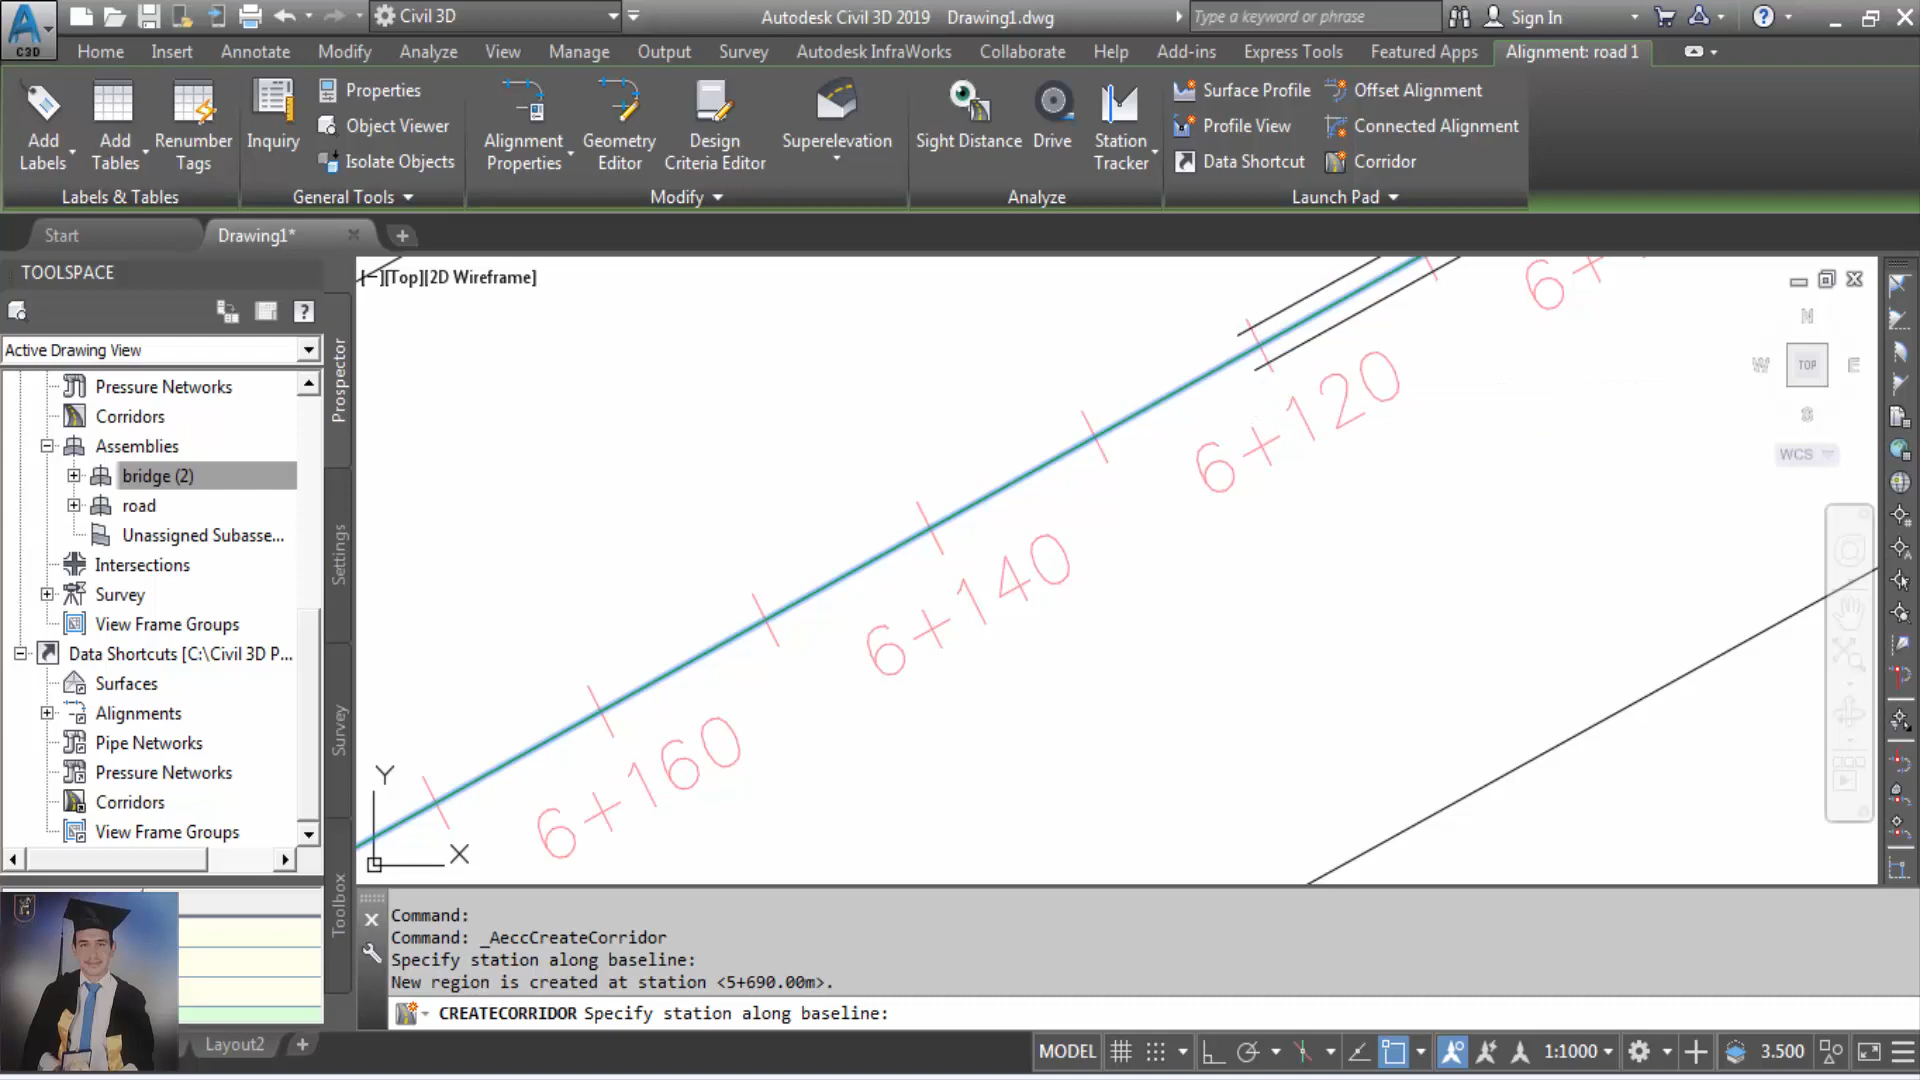 C3D
Civil 3D
Autodesk Civil 3D 2019 Drawing1.dwg
Type a keyword or phrase
Sign In
Home Insert Annotate Modify Analyze View Manage Output Survey Autodesk InfraWorks Collaborate Help Add-ins Express Tools Featured Apps Alignment: road 1
Add Labels
Add Tables
Renumber Tags
Labels & Tables
Inquiry
Properties
Object Viewer
Isolate Objects
General Tools
Alignment Properties
Geometry Editor
Design Criteria Editor
Superelevation
Modify
Sight Distance
Drive
Station Tracker
Analyze
Surface Profile
Profile View
Data Shortcut
Offset Alignment
Connected Alignment
Corridor
Launch Pad
Start
Drawing1*
TOOLSPACE
Active Drawing View
Pressure Networks
Corridors
Assemblies
bridge (2)
road
Unassigned Subasse...
Intersections
Survey
View Frame Groups
Data Shortcuts [C:\Civil 3D P...
Surfaces
Alignments
Pipe Networks
Pressure Networks
Corridors
View Frame Groups
Prospector
Settings
Survey
Toolbox
[−][Top][2D Wireframe]
6+
6+120
6+140
6+160
Y
X
N
W
TOP
E
S
WCS
Command:
Command: _AeccCreateCorridor
Specify station along baseline:
New region is created at station <5+690.00m>.
CREATECORRIDOR Specify station along baseline:
Layout2
MODEL
1:1000
3.500